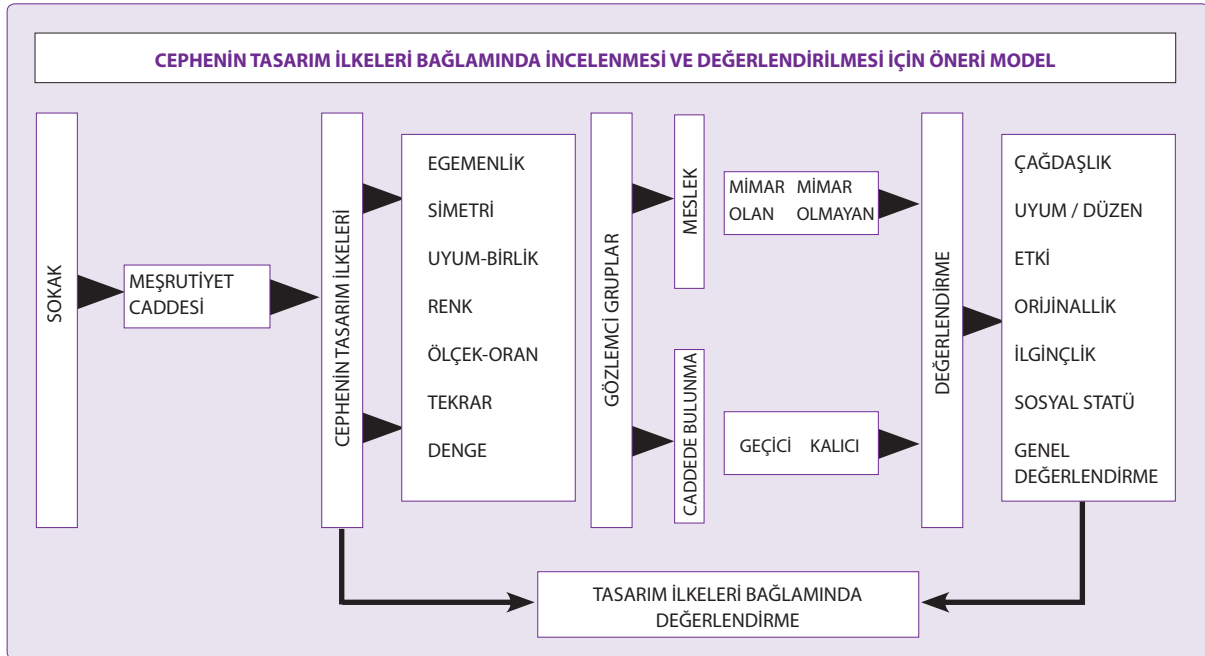 CEPHENİN TASARIM İLKELERİ BAĞLAMINDA İNCELENMESİ VE DEĞERLENDİRİLMESİ İÇİN ÖNERİ MODEL
SOKAK
MEŞRUTİYET
CADDESİ
CEPHENİN TASARIM İLKELERİ
EGEMENLİK
SİMETRİ
UYUM-BİRLİK
RENK
ÖLÇEK-ORAN
TEKRAR
DENGE
GÖZLEMCİ GRUPLAR
MESLEK
MİMAR MİMAR
OLAN OLMAYAN
CADDEDE BULUNMA
GEÇİCİ KALICI
DEĞERLENDİRME
ÇAĞDAŞLIK
UYUM / DÜZEN
ETKİ
ORİJİNALLİK
İLGİNÇLİK
SOSYAL STATÜ
GENEL
DEĞERLENDİRME
TASARIM İLKELERİ BAĞLAMINDA
DEĞERLENDİRME